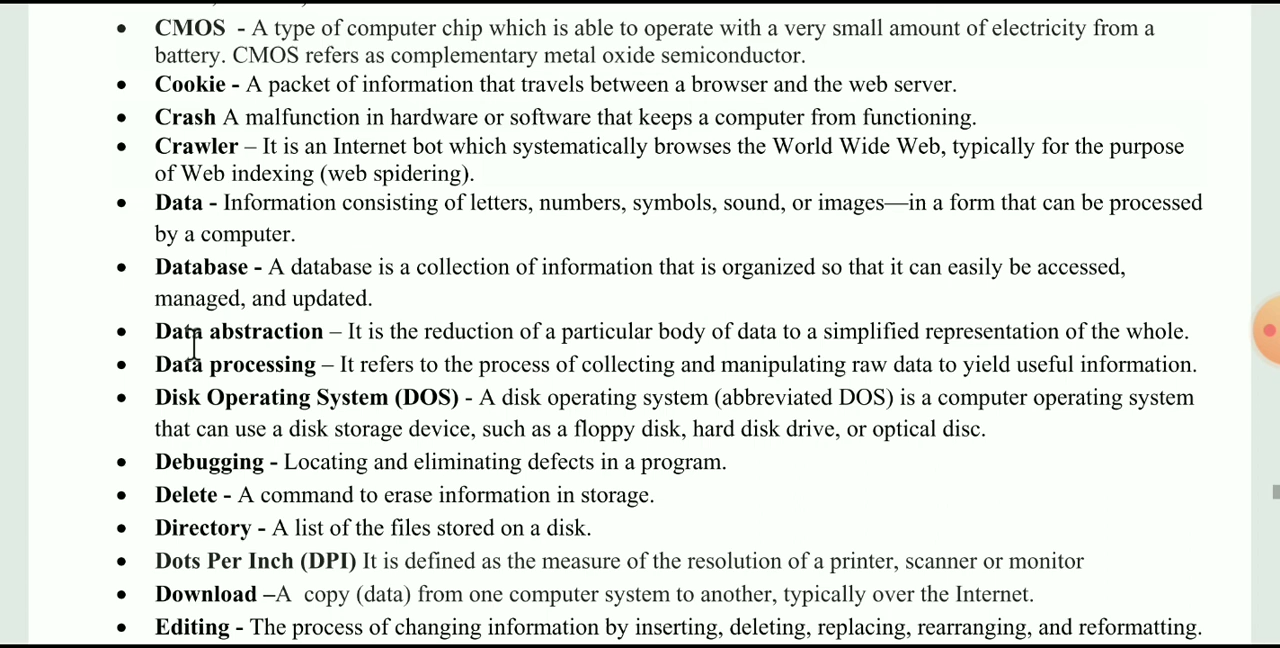 • CMOS - A type of computer chip which is able to operate with a very small amount of electricity from a
battery. CMOS refers as complementary metal oxide semiconductor.
• Cookie - A packet of information that travels between a browser and the web server.
• Crash A malfunction in hardware or software that keeps a computer from functioning.
• Crawler – It is an Internet bot which systematically browses the World Wide Web, typically for the purpose
of Web indexing (web spidering).
• Data - Information consisting of letters, numbers, symbols, sound, or images—in a form that can be processed
by a computer.
• Database - A database is a collection of information that is organized so that it can easily be accessed,
managed, and updated.
• Data abstraction – It is the reduction of a particular body of data to a simplified representation of the whole.
• Data processing – It refers to the process of collecting and manipulating raw data to yield useful information.
• Disk Operating System (DOS) - A disk operating system (abbreviated DOS) is a computer operating system
that can use a disk storage device, such as a floppy disk, hard disk drive, or optical disc.
• Debugging - Locating and eliminating defects in a program.
• Delete - A command to erase information in storage.
• Directory - A list of the files stored on a disk.
• Dots Per Inch (DPI) It is defined as the measure of the resolution of a printer, scanner or monitor
• Download –A copy (data) from one computer system to another, typically over the Internet.
• Editing - The process of changing information by inserting, deleting, replacing, rearranging, and reformatting.